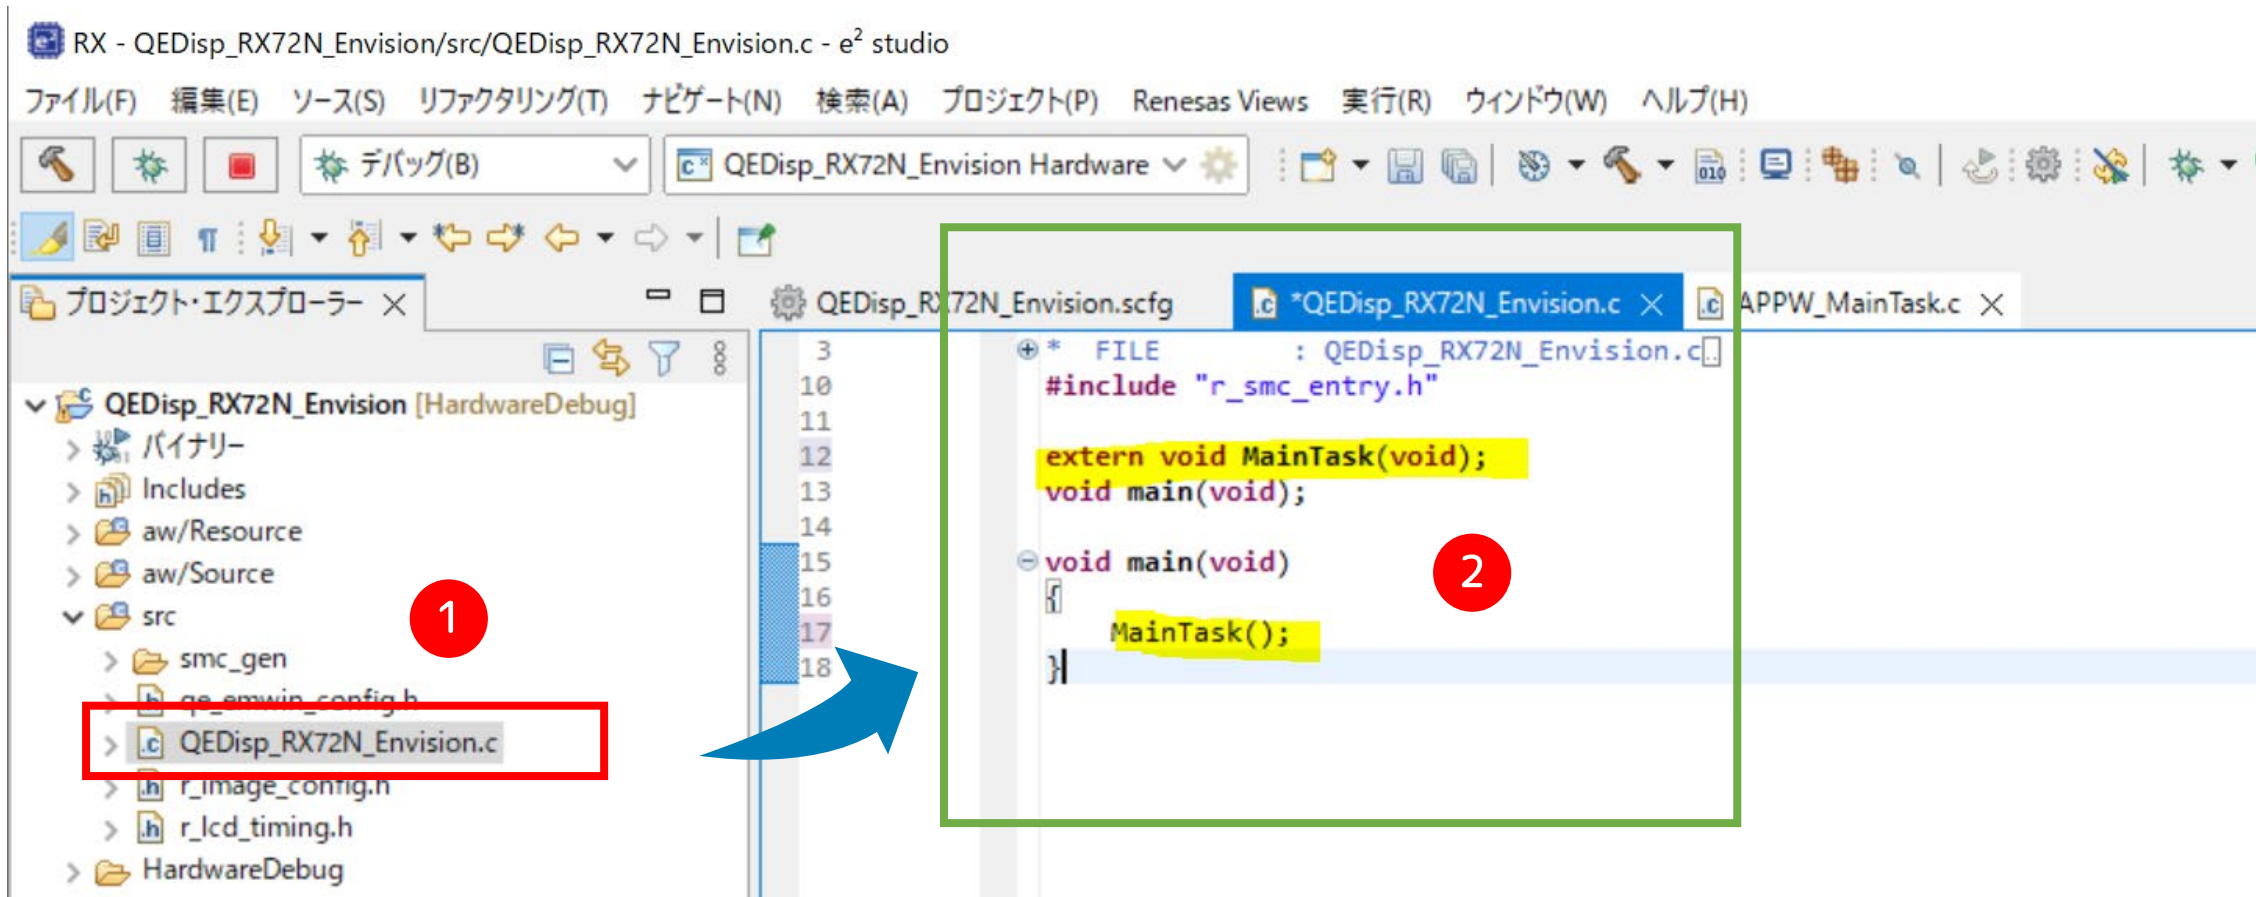 RX - QEDisp_RX72N_Envision/src/QEDisp_RX72N_Envision.c - e² studio
ファイル(F) 編集(E) ソース(S) リファクタリング(T) ナビゲート(N) 検索(A) プロジェクト(P) Renesas Views 実行(R) ウィンドウ(W) ヘルプ(H)
デバッグ(B) QEDisp_RX72N_Envision Hardware
プロジェクト・エクスプローラー
QEDisp_RX72N_Envision [HardwareDebug]
バイナリー
Includes
aw/Resource
aw/Source
src
1
smc_gen
qe_emwin_config.h
QEDisp_RX72N_Envision.c
r_image_config.h
r_lcd_timing.h
HardwareDebug
QEDisp_RX72N_Envision.scfg *QEDisp_RX72N_Envision.c APPW_MainTask.c
3 * FILE : QEDisp_RX72N_Envision.c
10 #include "r_smc_entry.h"
11
12 extern void MainTask(void);
13 void main(void);
14
15 void main(void)
16 {
17 MainTask();
18 }
2